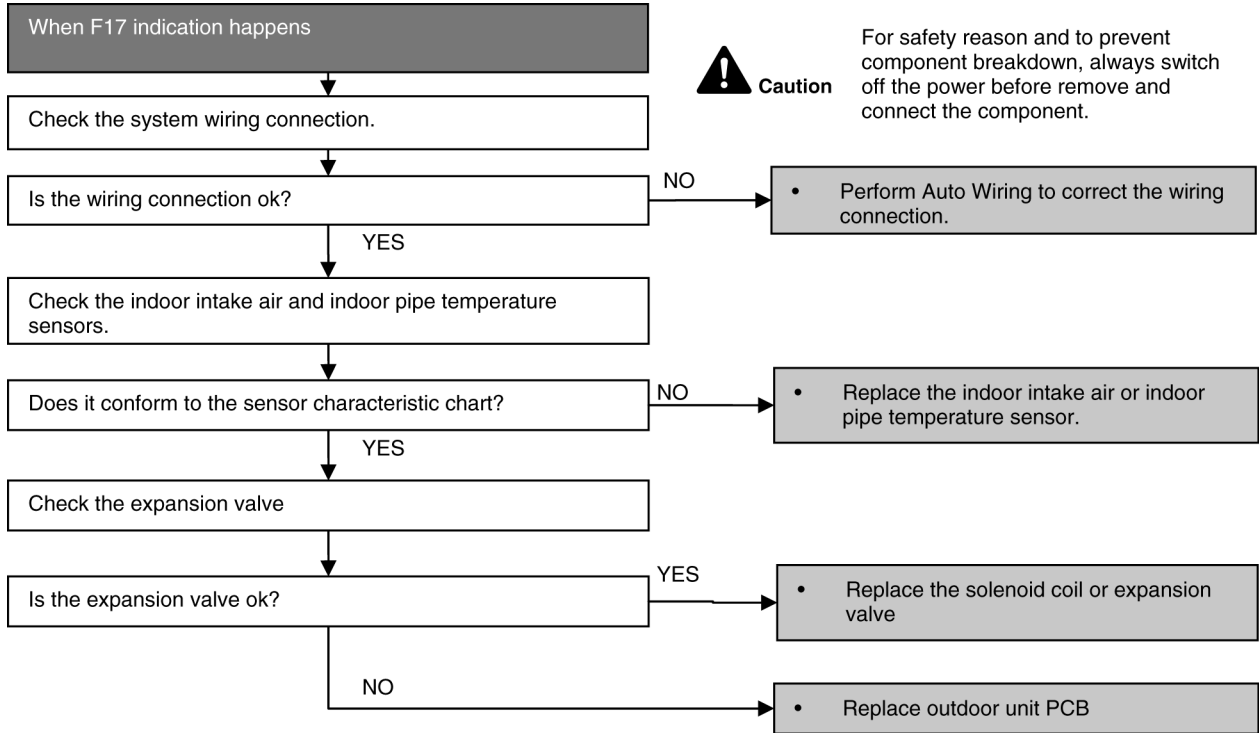 When F17 indication happens
Caution
For safety reason and to prevent
component breakdown, always switch
off the power before remove and
connect the component.
Check the system wiring connection.
Is the wiring connection ok?
NO
• Perform Auto Wiring to correct the wiring
connection.
YES
Check the indoor intake air and indoor pipe temperature
sensors.
Does it conform to the sensor characteristic chart?
NO
• Replace the indoor intake air or indoor
pipe temperature sensor.
YES
Check the expansion valve
Is the expansion valve ok?
YES
• Replace the solenoid coil or expansion
valve
NO
• Replace outdoor unit PCB